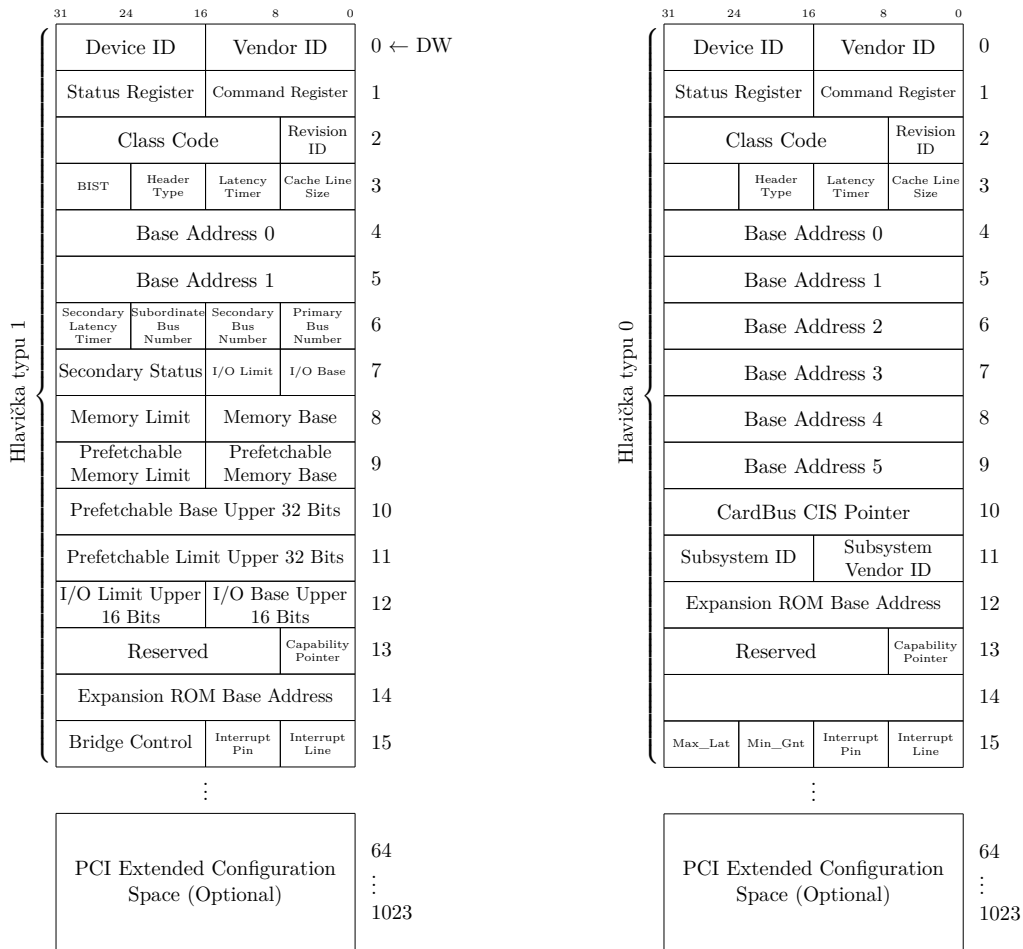 31 24 16 8 0
Device ID Vendor ID 0 ← DW
Status Register Command Register 1
Class Code Revision ID 2
BIST Header Type Latency Timer Cache Line Size 3
Base Address 0 4
Base Address 1 5
Secondary Latency Timer Subordinate Bus Number Secondary Bus Number Primary Bus Number 6
Secondary Status I/O Limit I/O Base 7
Memory Limit Memory Base 8
Prefetchable Memory Limit Prefetchable Memory Base 9
Prefetchable Base Upper 32 Bits 10
Prefetchable Limit Upper 32 Bits 11
I/O Limit Upper 16 Bits I/O Base Upper 16 Bits 12
Reserved Capability Pointer 13
Expansion ROM Base Address 14
Bridge Control Interrupt Pin Interrupt Line 15
Hlavička typu 1
⋮
PCI Extended Configuration
Space (Optional)
64
⋮
1023
31 24 16 8 0
Device ID Vendor ID 0
Status Register Command Register 1
Class Code Revision ID 2
Header Type Latency Timer Cache Line Size 3
Base Address 0 4
Base Address 1 5
Base Address 2 6
Base Address 3 7
Base Address 4 8
Base Address 5 9
CardBus CIS Pointer 10
Subsystem ID Subsystem Vendor ID 11
Expansion ROM Base Address 12
Reserved Capability Pointer 13
14
Max_Lat Min_Gnt Interrupt Pin Interrupt Line 15
Hlavička typu 0
⋮
PCI Extended Configuration
Space (Optional)
64
⋮
1023